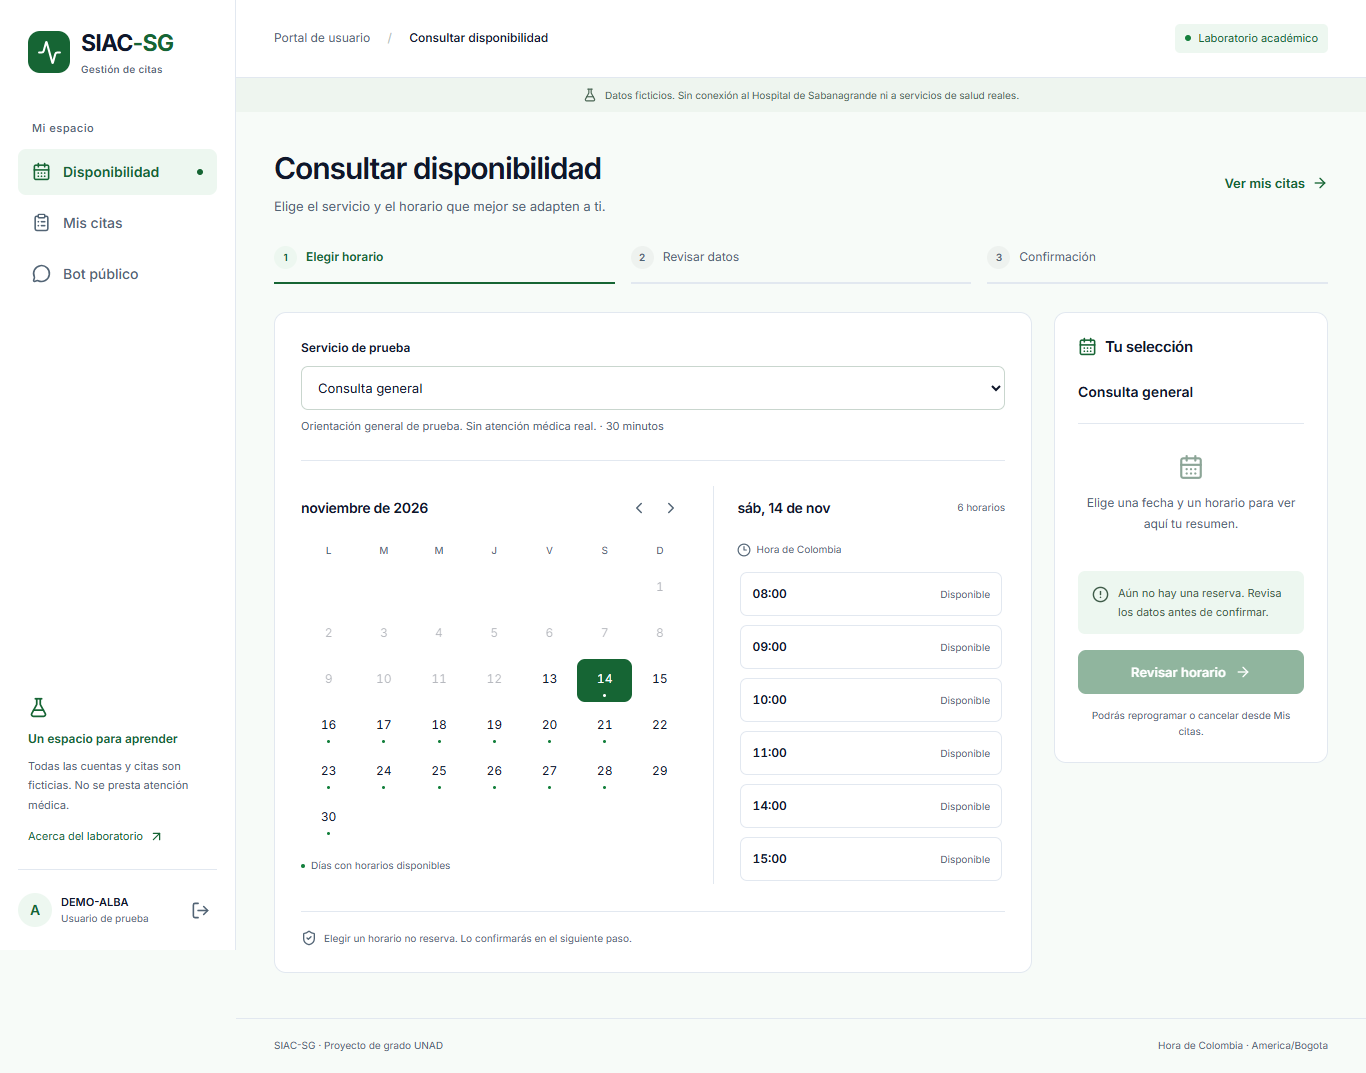 SIAC-SG
Gestión de citas
Mi espacio
Disponibilidad
Mis citas
Bot público
Un espacio para aprender
Todas las cuentas y citas son
ficticias. No se presta atención
médica.
Acerca del laboratorio
A
DEMO-ALBA
Usuario de prueba
Portal de usuario / Consultar disponibilidad
Laboratorio académico
Datos ficticios. Sin conexión al Hospital de Sabanagrande ni a servicios de salud reales.
Consultar disponibilidad
Elige el servicio y el horario que mejor se adapten a ti.
Ver mis citas
1 Elegir horario
2 Revisar datos
3 Confirmación
Servicio de prueba
Consulta general
Orientación general de prueba. Sin atención médica real. · 30 minutos
noviembre de 2026
L M M J V S D
1
2 3 4 5 6 7 8
9 10 11 12 13 14 15
16 17 18 19 20 21 22
23 24 25 26 27 28 29
30
Días con horarios disponibles
sáb, 14 de nov
6 horarios
Hora de Colombia
08:00 Disponible
09:00 Disponible
10:00 Disponible
11:00 Disponible
14:00 Disponible
15:00 Disponible
Elegir un horario no reserva. Lo confirmarás en el siguiente paso.
Tu selección
Consulta general
Elige una fecha y un horario para ver
aquí tu resumen.
Aún no hay una reserva. Revisa
los datos antes de confirmar.
Revisar horario
Podrás reprogramar o cancelar desde Mis
citas.
SIAC-SG · Proyecto de grado UNAD
Hora de Colombia · America/Bogota